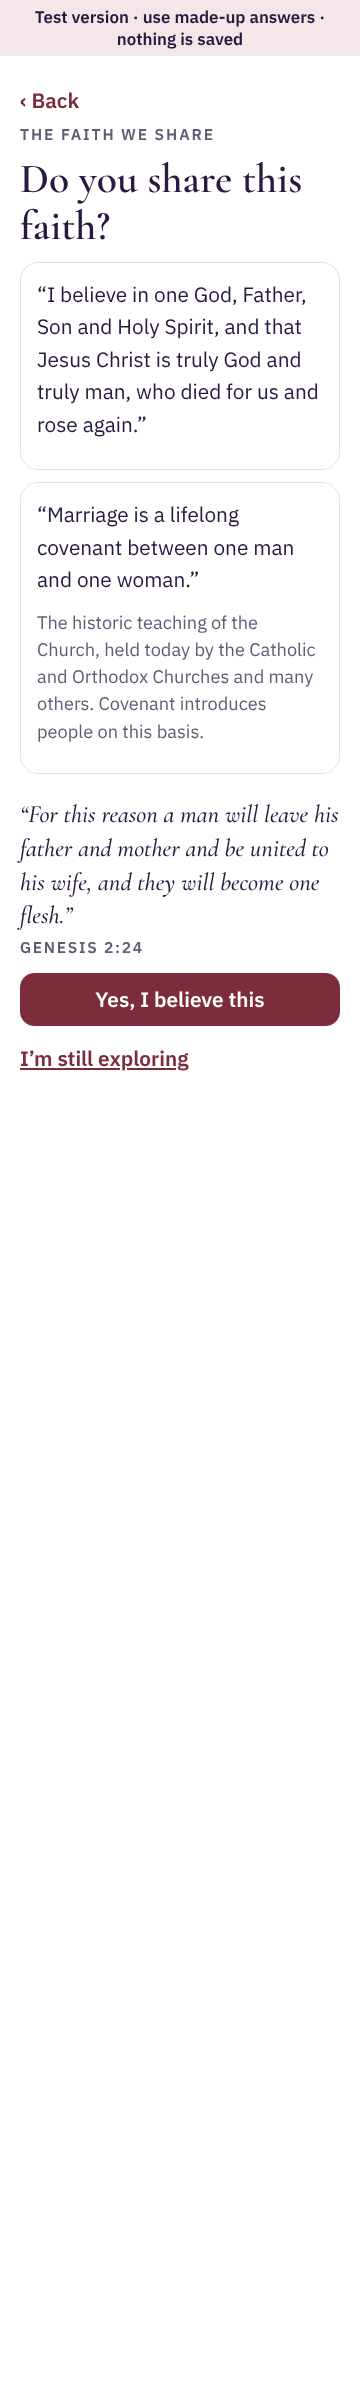 Test version · use made-up answers ·
nothing is saved
‹ Back
THE FAITH WE SHARE
Do you share this
faith?
“I believe in one God, Father,
Son and Holy Spirit, and that
Jesus Christ is truly God and
truly man, who died for us and
rose again.”
“Marriage is a lifelong
covenant between one man
and one woman.”
The historic teaching of the
Church, held today by the Catholic
and Orthodox Churches and many
others. Covenant introduces
people on this basis.
“For this reason a man will leave his
father and mother and be united to
his wife, and they will become one
flesh.”
GENESIS 2:24
Yes, I believe this
I’m still exploring